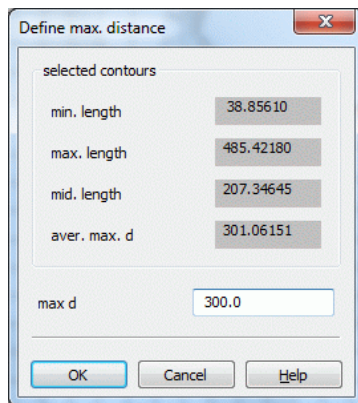 Define max. distance
selected contours
min. length 38.85610
max. length 485.42180
mid. length 207.34645
aver. max. d 301.06151
max d 300.0
OK Cancel Help